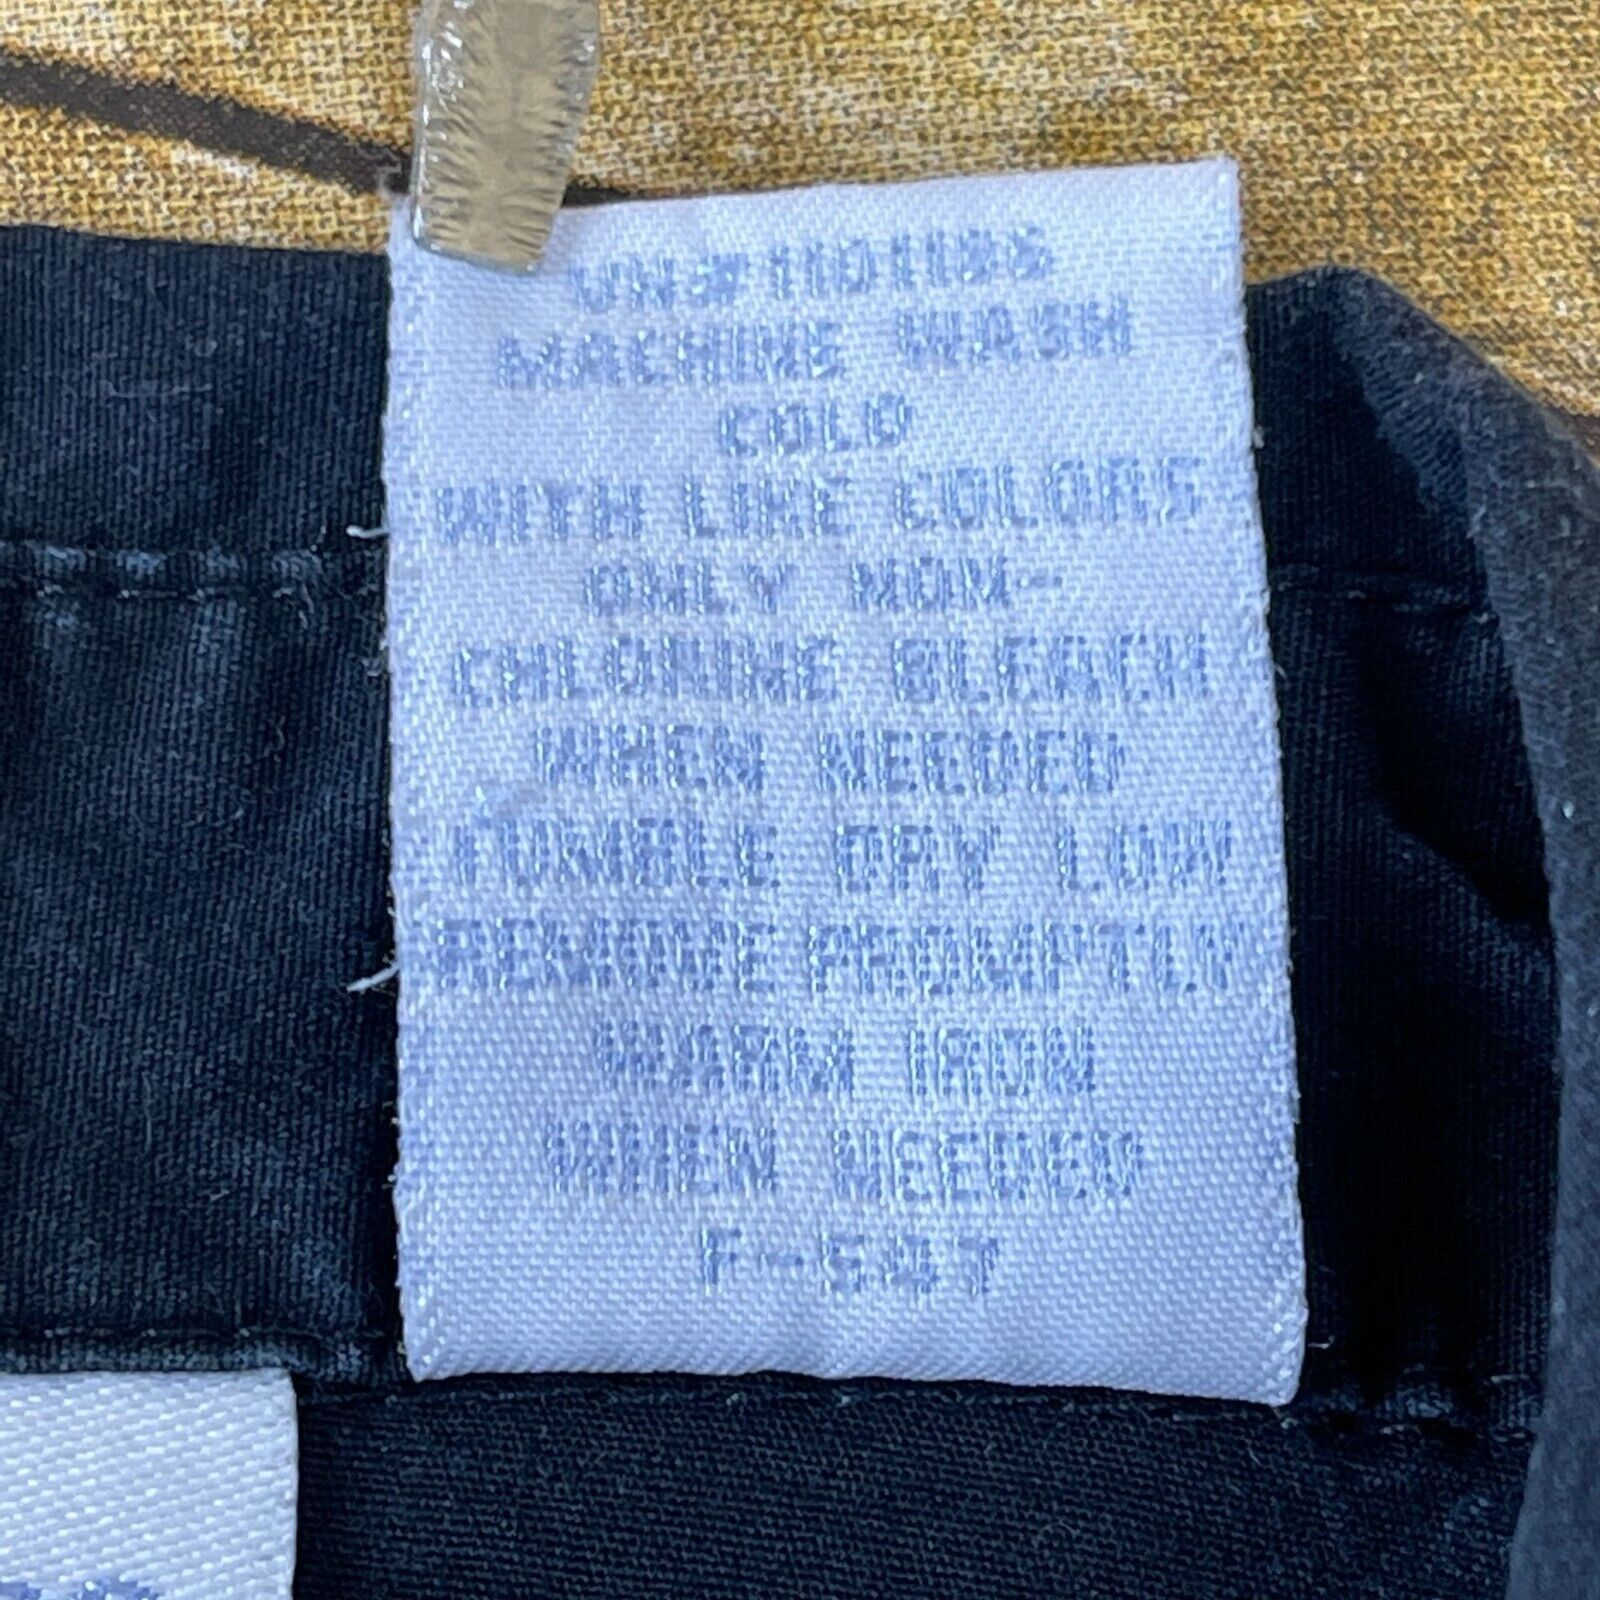 MACHINE WASH
COLD
WITH LIKE COLORS
ONLY NON-
CHLORINE BLEACH
WHEN NEEDED
TUMBLE DRY LOW
REMOVE PROMPTLY
WARM IRON
WHEN NEEDED